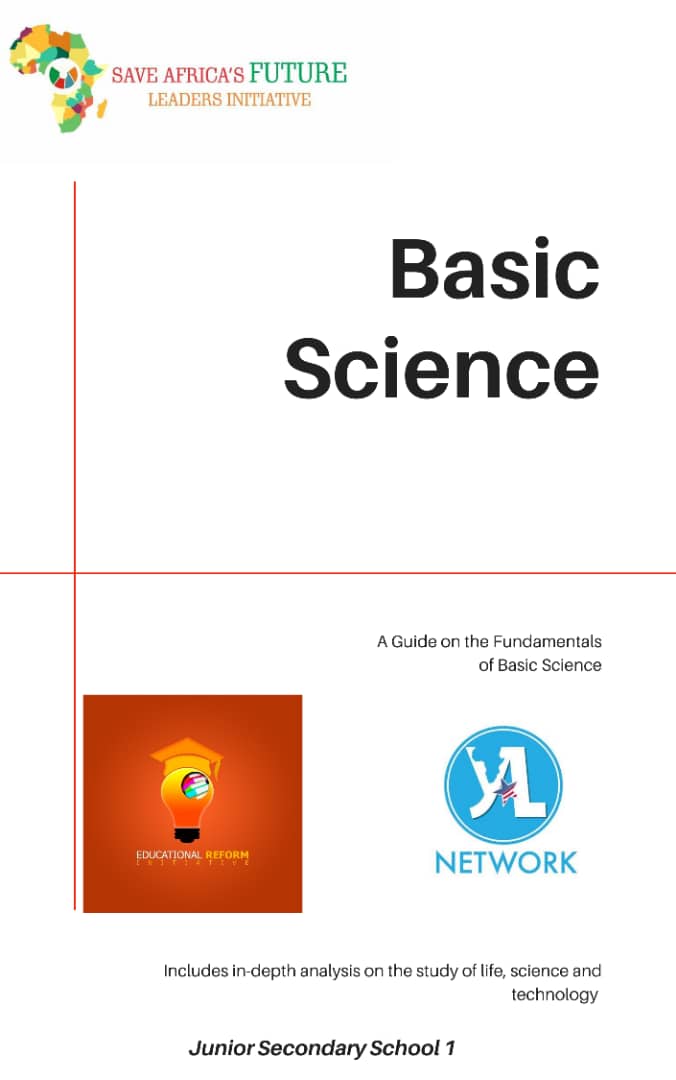 SAVE AFRICA'S FUTURE
LEADERS INITIATIVE
Basic
Science
A Guide on the Fundamentals
of Basic Science
EDUCATIONAL REFORM
INITIATIVE
YAL
NETWORK
Includes in-depth analysis on the study of life, science and
technology
Junior Secondary School 1